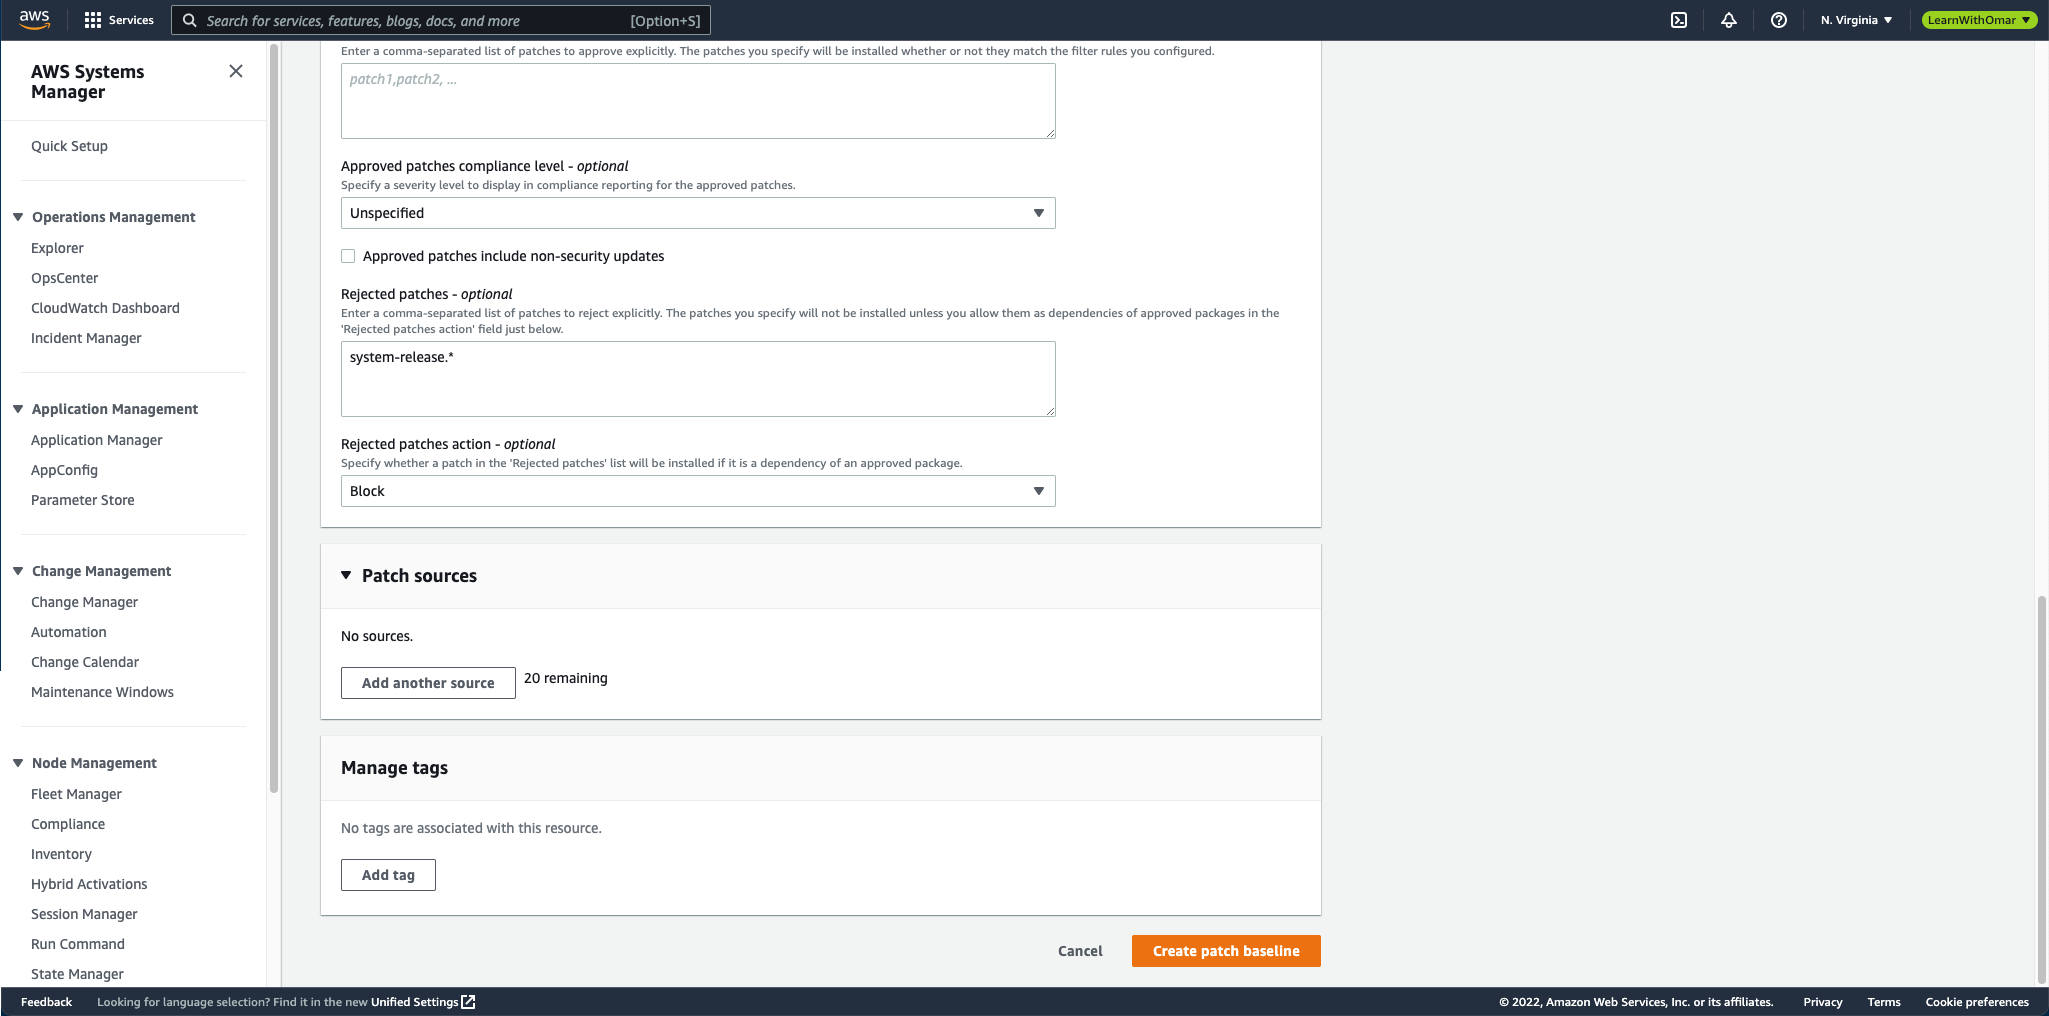 aws
Services
Search for services, features, blogs, docs, and more
[Option+S]
N. Virginia
LearnWithOmar
AWS Systems
Manager
Quick Setup
Operations Management
Explorer
OpsCenter
CloudWatch Dashboard
Incident Manager
Application Management
Application Manager
AppConfig
Parameter Store
Change Management
Change Manager
Automation
Change Calendar
Maintenance Windows
Node Management
Fleet Manager
Compliance
Inventory
Hybrid Activations
Session Manager
Run Command
State Manager
Enter a comma-separated list of patches to approve explicitly. The patches you specify will be installed whether or not they match the filter rules you configured.
patch1,patch2, ...
Approved patches compliance level - optional
Specify a severity level to display in compliance reporting for the approved patches.
Unspecified
Approved patches include non-security updates
Rejected patches - optional
Enter a comma-separated list of patches to reject explicitly. The patches you specify will not be installed unless you allow them as dependencies of approved packages in the
'Rejected patches action' field just below.
system-release.*
Rejected patches action - optional
Specify whether a patch in the 'Rejected patches' list will be installed if it is a dependency of an approved package.
Block
Patch sources
No sources.
Add another source
20 remaining
Manage tags
No tags are associated with this resource.
Add tag
Cancel
Create patch baseline
Feedback
Looking for language selection? Find it in the new Unified Settings
© 2022, Amazon Web Services, Inc. or its affiliates.
Privacy
Terms
Cookie preferences